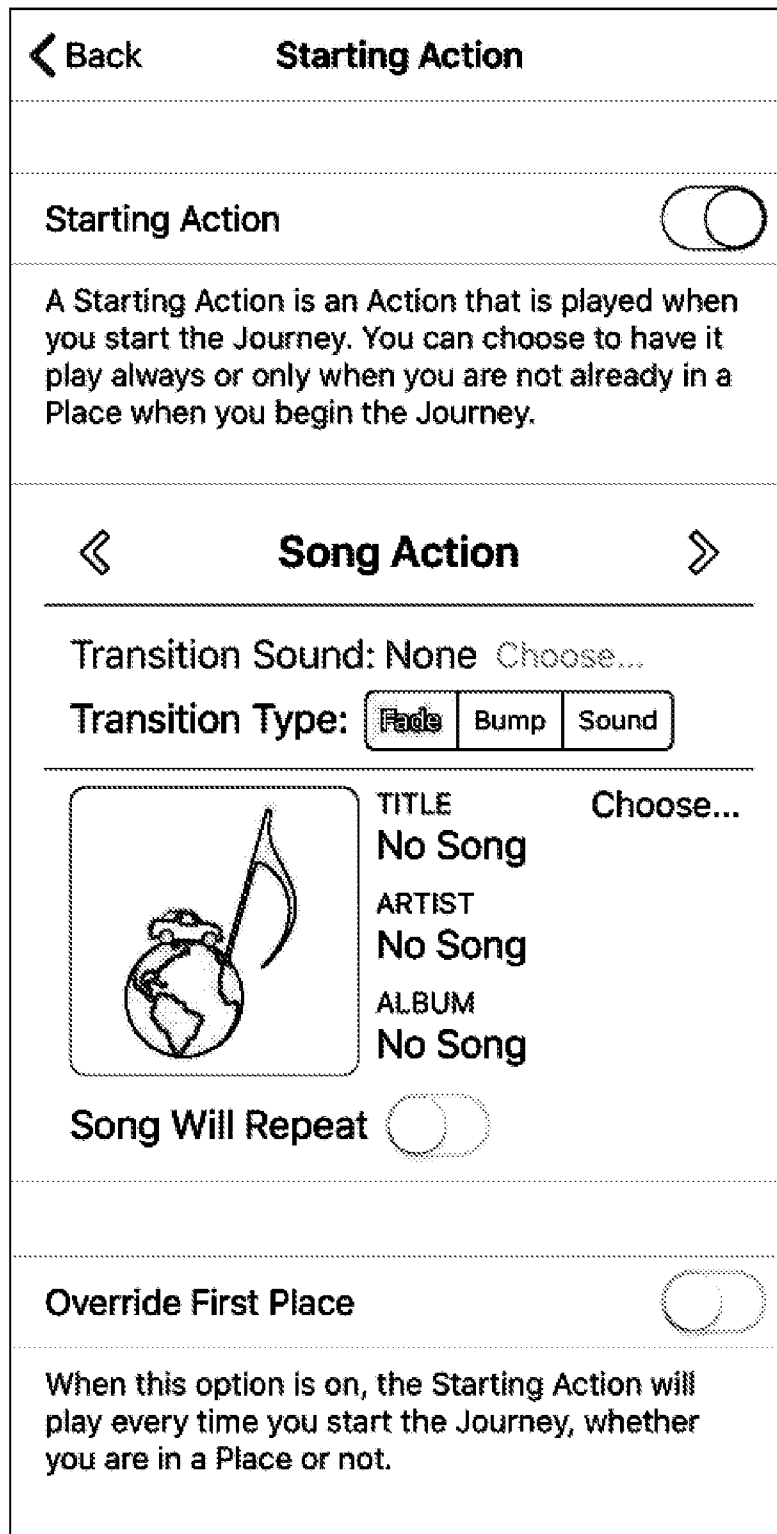 Back Starting Action
Starting Action
A Starting Action is an Action that is played when
you start the Journey. You can choose to have it
play always or only when you are not already in a
Place when you begin the Journey.
Song Action
Transition Sound: None Choose...
Transition Type: Fade Bump Sound
TITLE Choose...
No Song
ARTIST
No Song
ALBUM
No Song
Song Will Repeat
Override First Place
When this option is on, the Starting Action will
play every time you start the Journey, whether
you are in a Place or not.